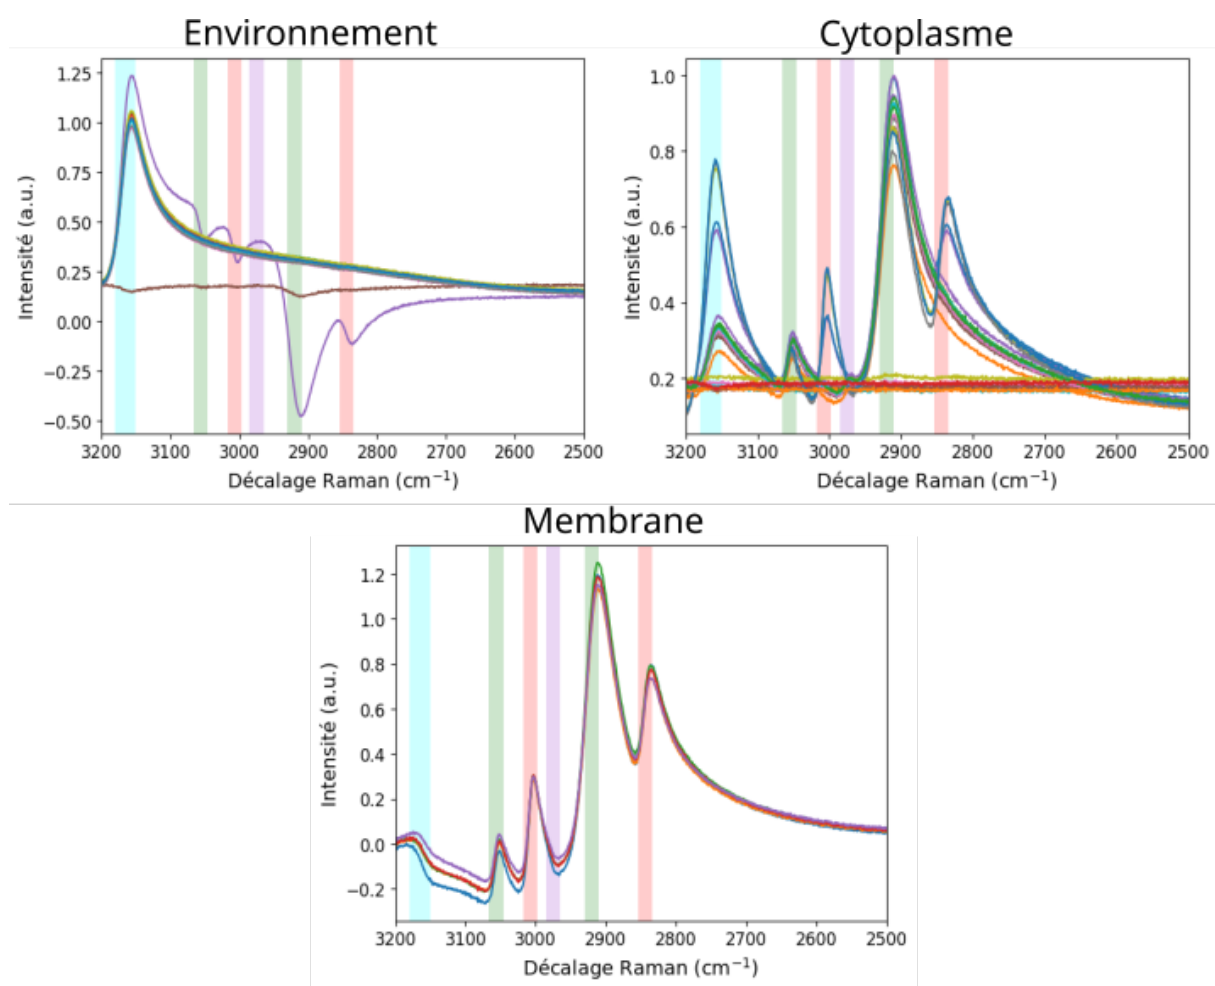 Environnement
Cytoplasme
1.25
1.00
0.75
0.50
0.25
0.00
−0.25
−0.50
Intensité (a.u.)
3200 3100 3000 2900 2800 2700 2600 2500
Décalage Raman (cm⁻¹)
1.0
0.8
0.6
0.4
0.2
Intensité (a.u.)
3200 3100 3000 2900 2800 2700 2600 2500
Décalage Raman (cm⁻¹)
Membrane
1.2
1.0
0.8
0.6
0.4
0.2
0.0
−0.2
Intensité (a.u.)
3200 3100 3000 2900 2800 2700 2600 2500
Décalage Raman (cm⁻¹)